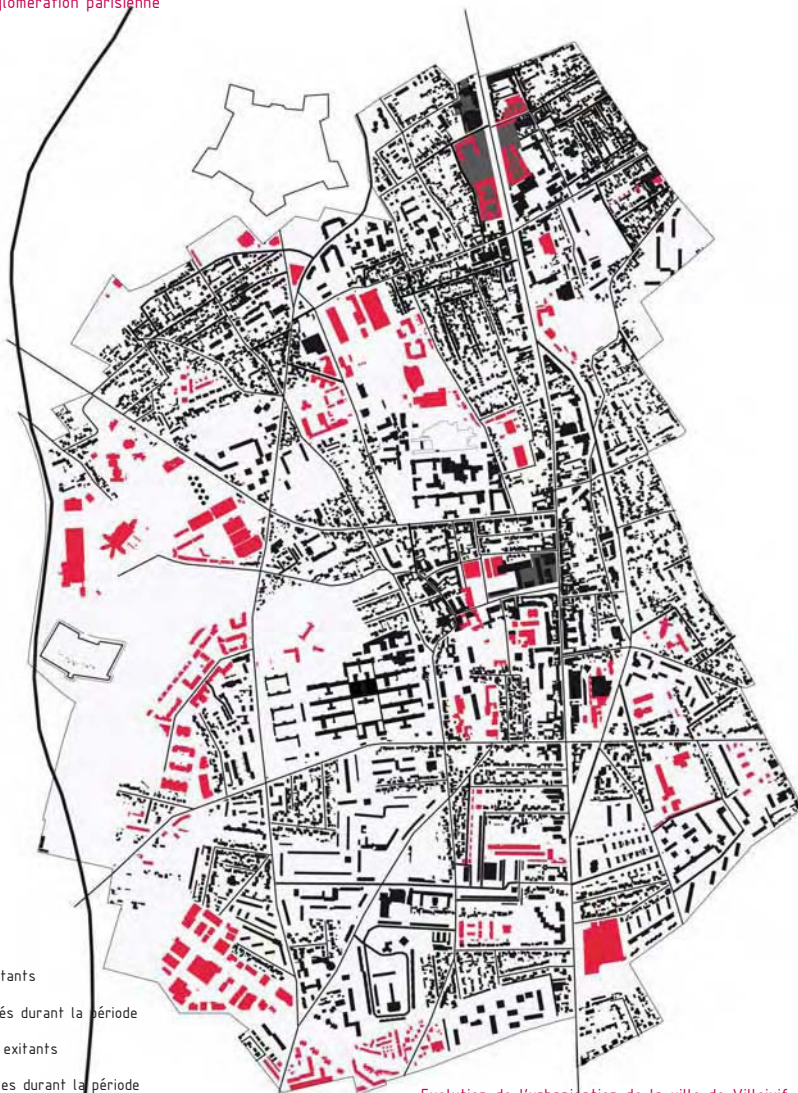 glomération parisienne
tants
és durant la période
exitants
es durant la période
Evolution de l'urbanisation de la ville de Villejuif